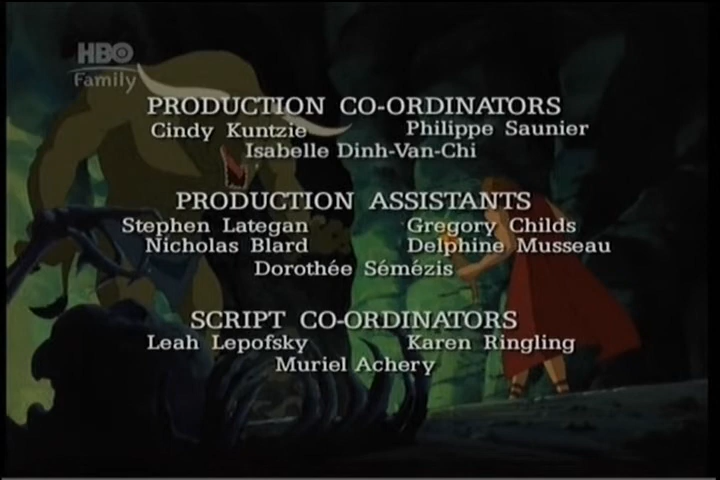 HBO
Family
PRODUCTION CO-ORDINATORS
Cindy Kuntzie Philippe Saunier
Isabelle Dinh-Van-Chi
PRODUCTION ASSISTANTS
Stephen Lategan Gregory Childs
Nicholas Blard Delphine Musseau
Dorothée Sémézis
SCRIPT CO-ORDINATORS
Leah Lepofsky Karen Ringling
Muriel Achery